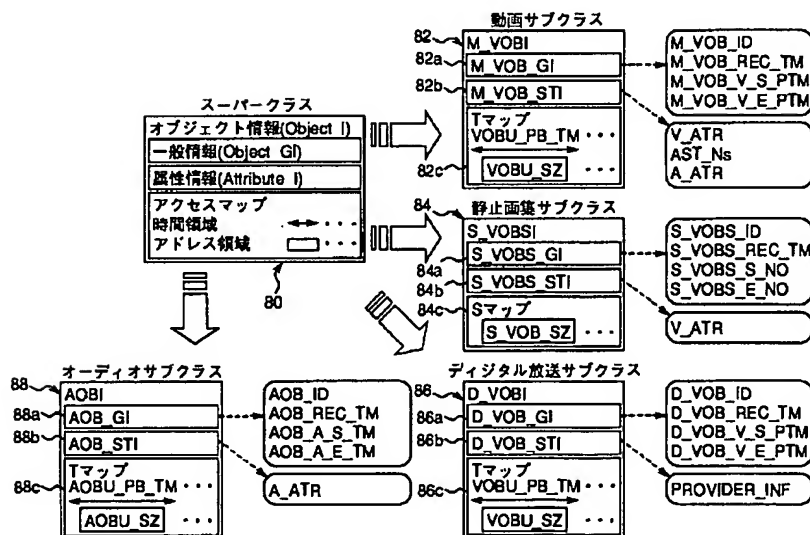 スーパークラス
オブジェクト情報(Object I)
一般情報(Object GI)
属性情報(Attribute I)
アクセスマップ
時間領域 ・・・
アドレス領域 ・・・
80
動画サブクラス
82
M_VOBI
82a
M_VOB_GI
82b
M_VOB_STI
Tマップ
VOBU_PB_TM ・・・
82c
VOBU_SZ ・・・
M_VOB_ID
M_VOB_REC_TM
M_VOB_V_S_PTM
M_VOB_V_E_PTM
V_ATR
AST_Ns
A_ATR
静止画集サブクラス
84
S_VOBSI
84a
S_VOBS_GI
84b
S_VOBS_STI
84c
Sマップ
S_VOB_SZ ・・・
S_VOBS_ID
S_VOBS_REC_TM
S_VOBS_S_NO
S_VOBS_E_NO
V_ATR
オーディオサブクラス
88
AOBI
88a
AOB_GI
88b
AOB_STI
Tマップ
AOBU_PB_TM ・・・
88c
AOBU_SZ ・・・
AOB_ID
AOB_REC_TM
AOB_A_S_TM
AOB_A_E_TM
A_ATR
ディジタル放送サブクラス
86
D_VOBI
86a
D_VOB_GI
86b
D_VOB_STI
Tマップ
VOBU_PB_TM ・・・
86c
VOBU_SZ ・・・
D_VOB_ID
D_VOB_REC_TM
D_VOB_V_S_PTM
D_VOB_V_E_PTM
PROVIDER_INF